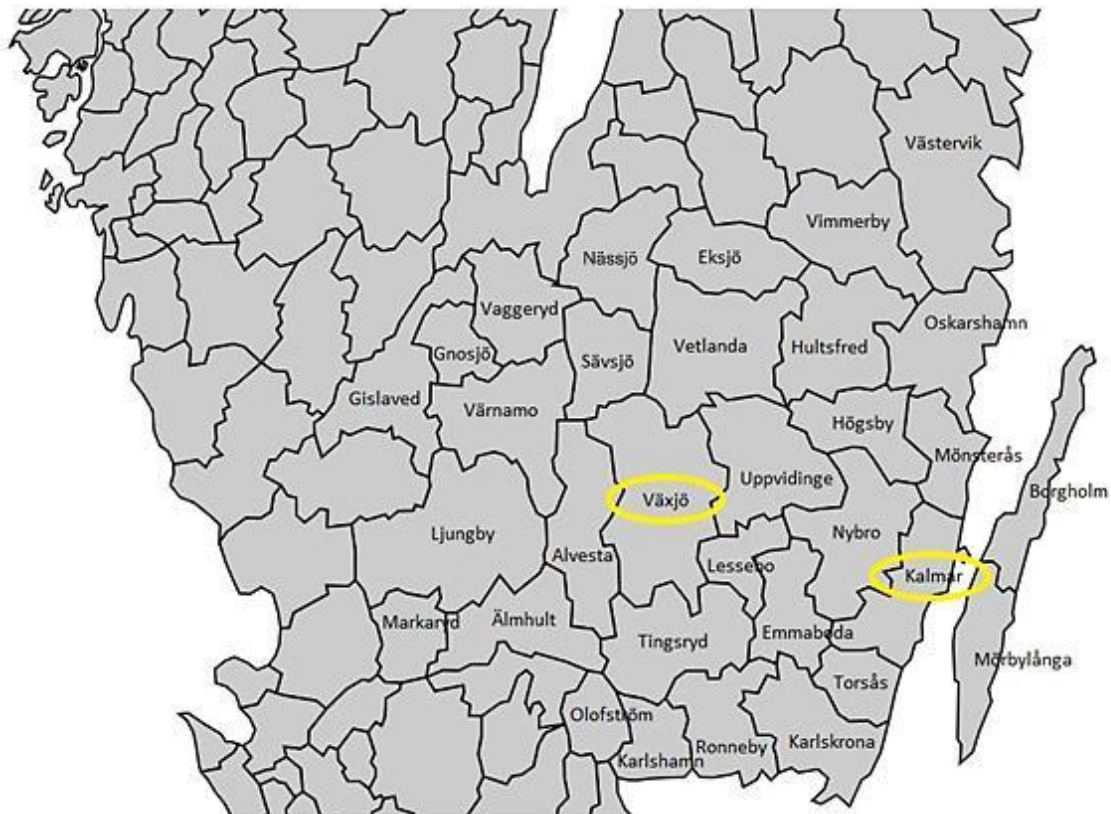 Västervik
Vimmerby
Nässjö
Eksjö
Vaggeryd
Oskarshamn
Gnosjö
Sävsjö
Vetlanda
Hultsfred
Gislaved
Värnamo
Högsby
Mönsterås
Uppvidinge
Borgholm
Växjö
Ljungby
Nybro
Alvesta
Lessebo
Kalmar
Markaryd
Älmhult
Tingsryd
Emmaboda
Mörbylånga
Torsås
Olofström
Ronneby
Karlskrona
Karlshamn